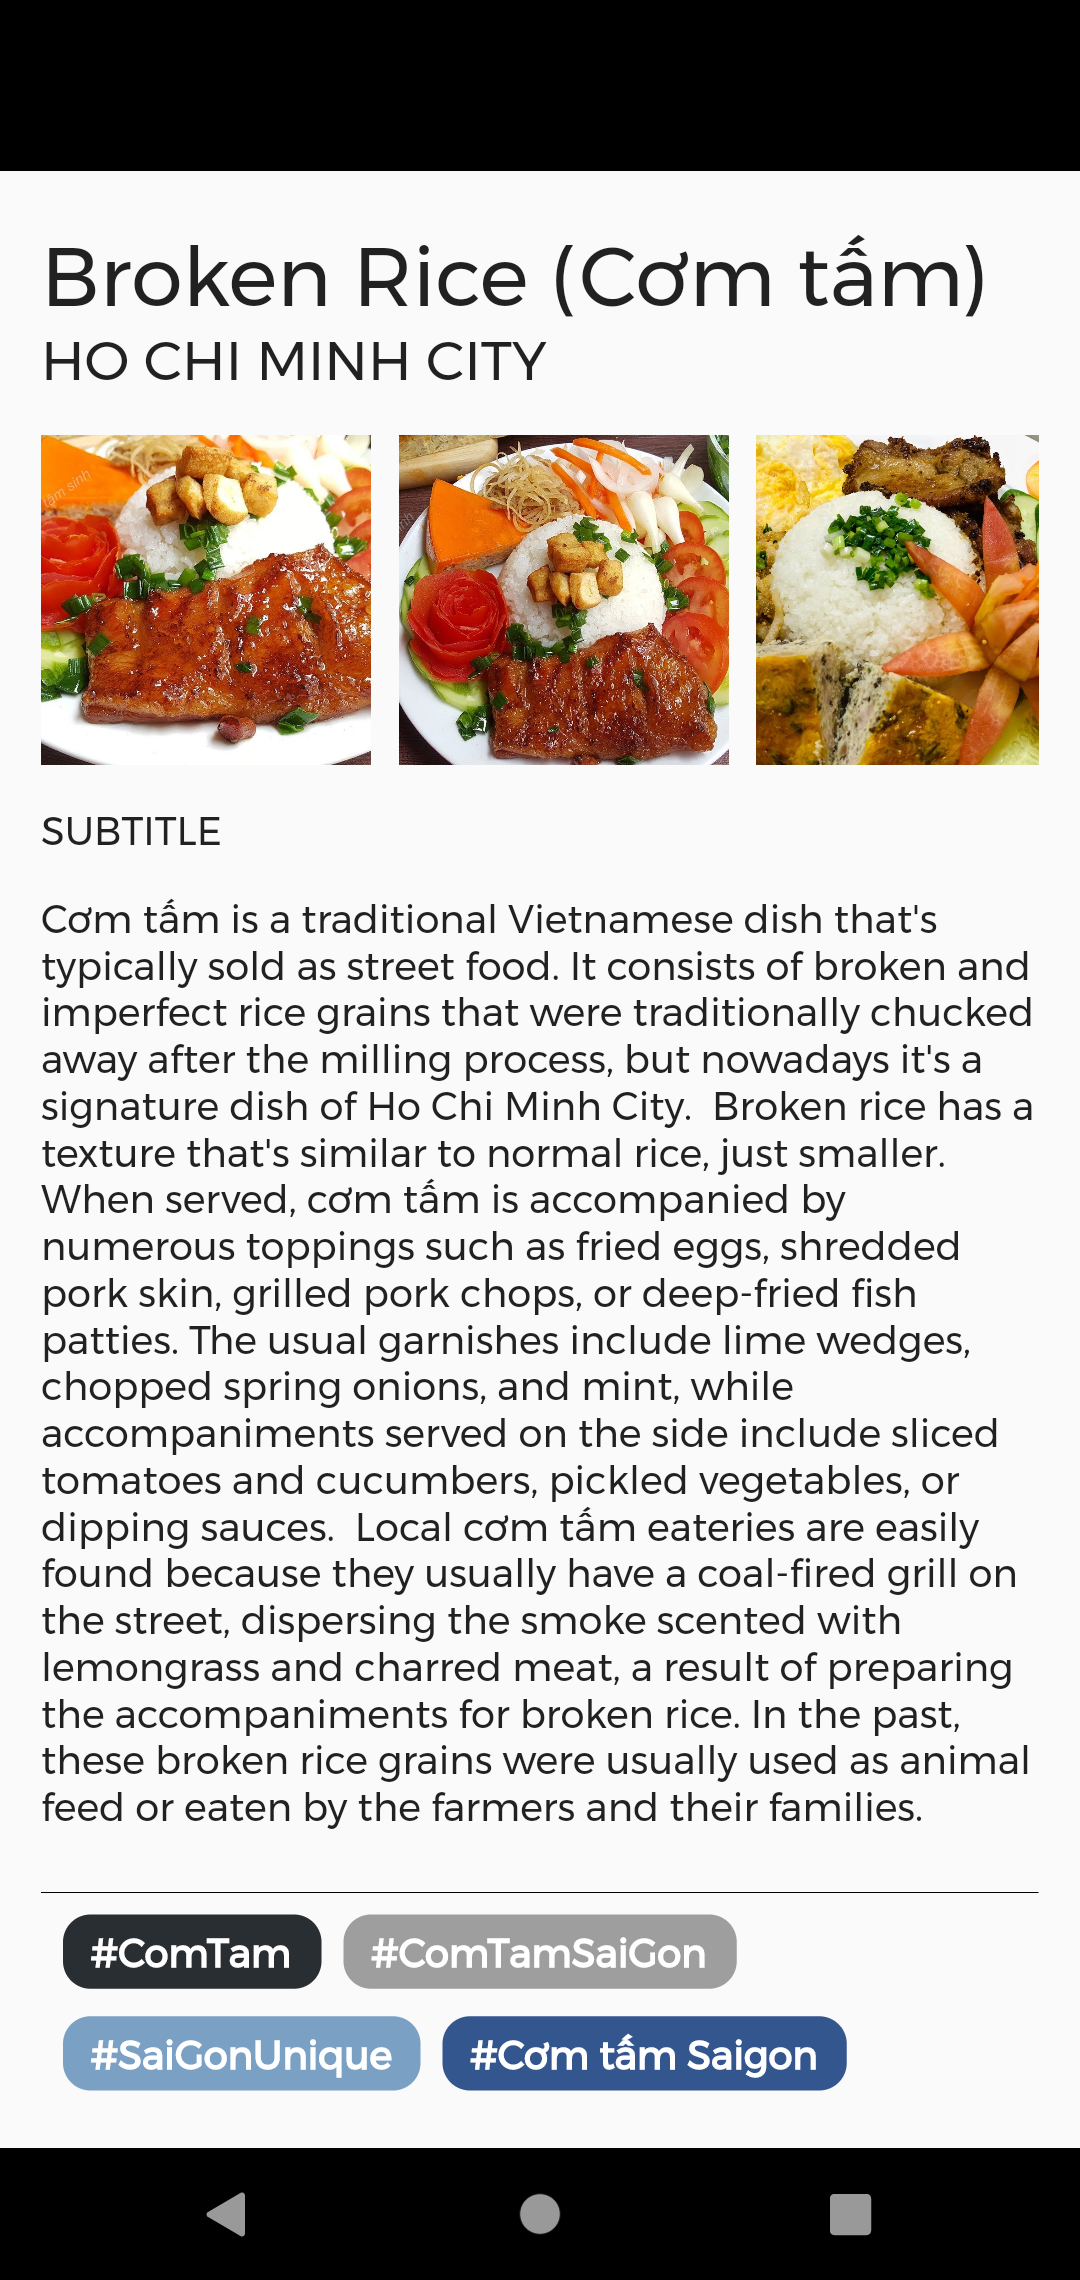 Broken Rice (Cơm tấm)
HO CHI MINH CITY
lâm sinh
SUBTITLE
Cơm tấm is a traditional Vietnamese dish that's
typically sold as street food. It consists of broken and
imperfect rice grains that were traditionally chucked
away after the milling process, but nowadays it's a
signature dish of Ho Chi Minh City.  Broken rice has a
texture that's similar to normal rice, just smaller.
When served, cơm tấm is accompanied by
numerous toppings such as fried eggs, shredded
pork skin, grilled pork chops, or deep-fried fish
patties. The usual garnishes include lime wedges,
chopped spring onions, and mint, while
accompaniments served on the side include sliced
tomatoes and cucumbers, pickled vegetables, or
dipping sauces.  Local cơm tấm eateries are easily
found because they usually have a coal-fired grill on
the street, dispersing the smoke scented with
lemongrass and charred meat, a result of preparing
the accompaniments for broken rice. In the past,
these broken rice grains were usually used as animal
feed or eaten by the farmers and their families.
#ComTam #ComTamSaiGon
#SaiGonUnique #Cơm tấm Saigon